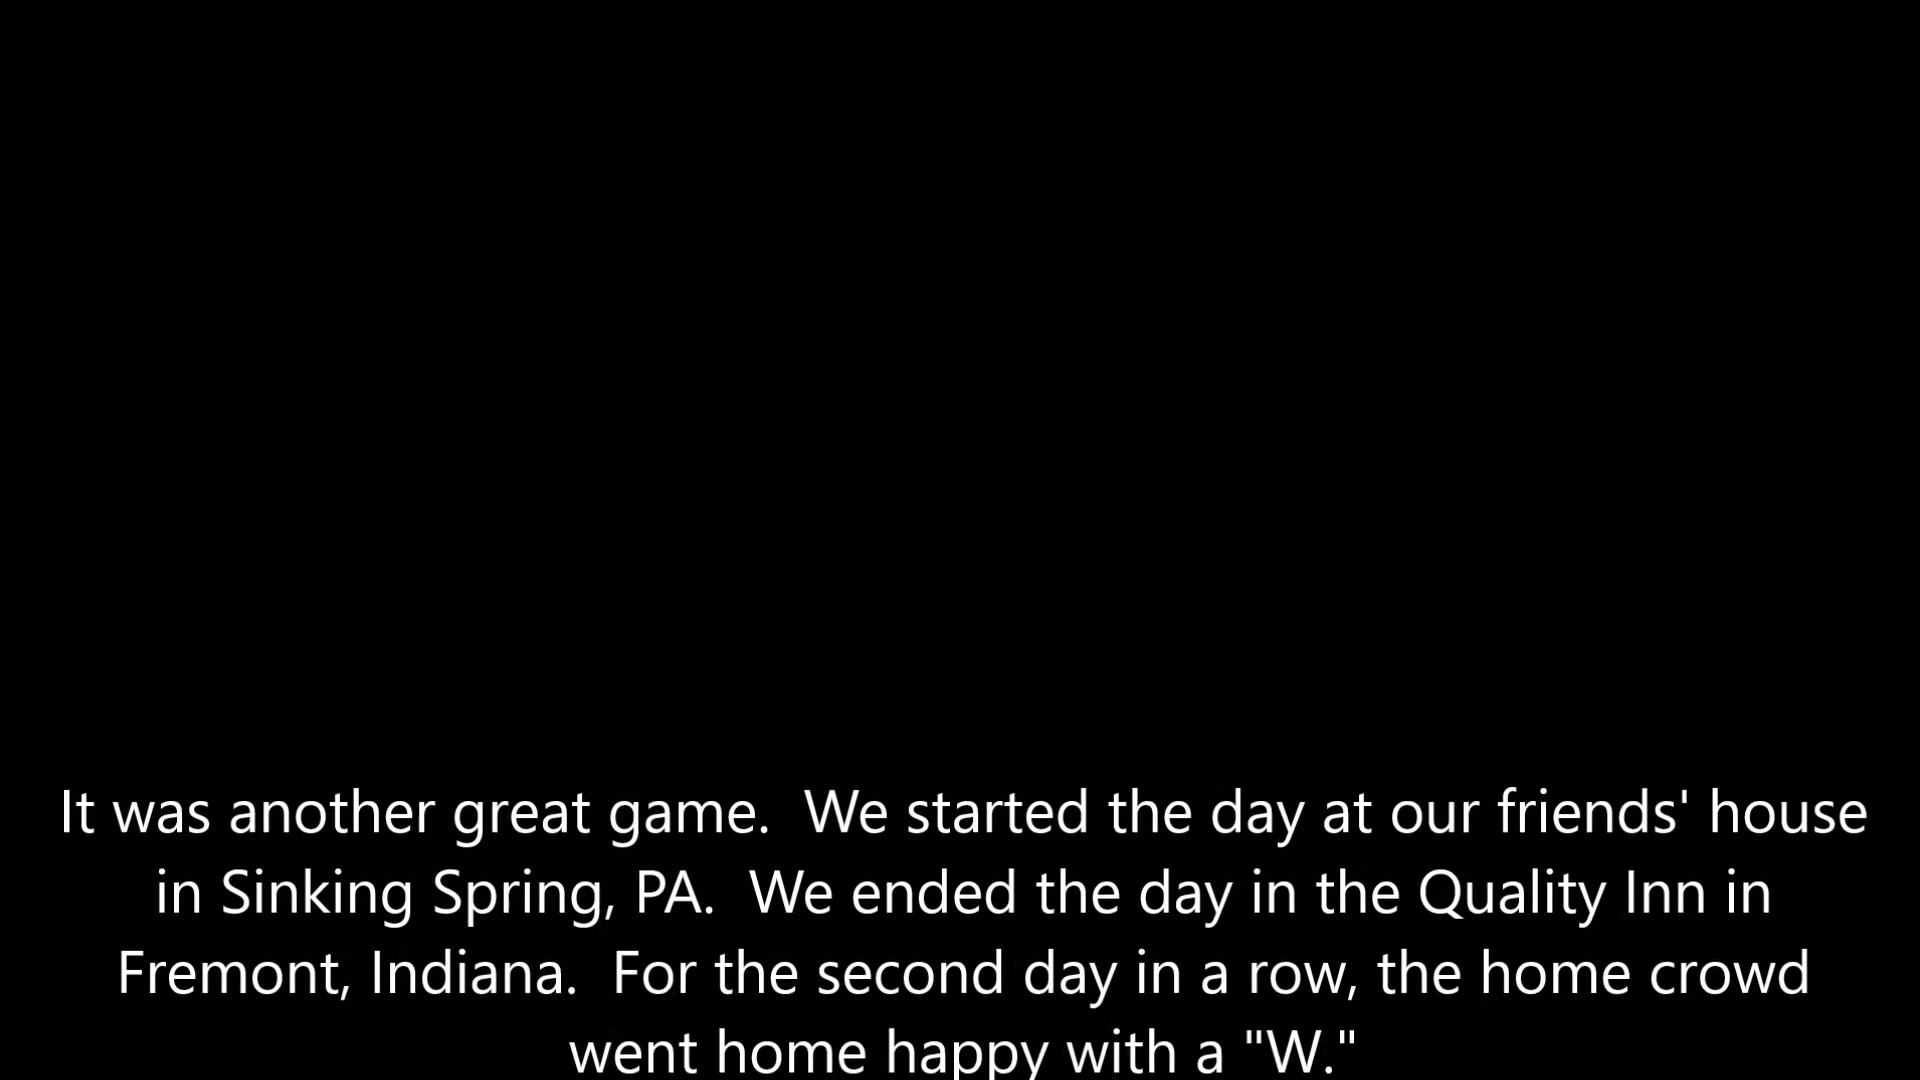 It was another great game.  We started the day at our friends' house
in Sinking Spring, PA.  We ended the day in the Quality Inn in
Fremont, Indiana.  For the second day in a row, the home crowd
went home happy with a "W."